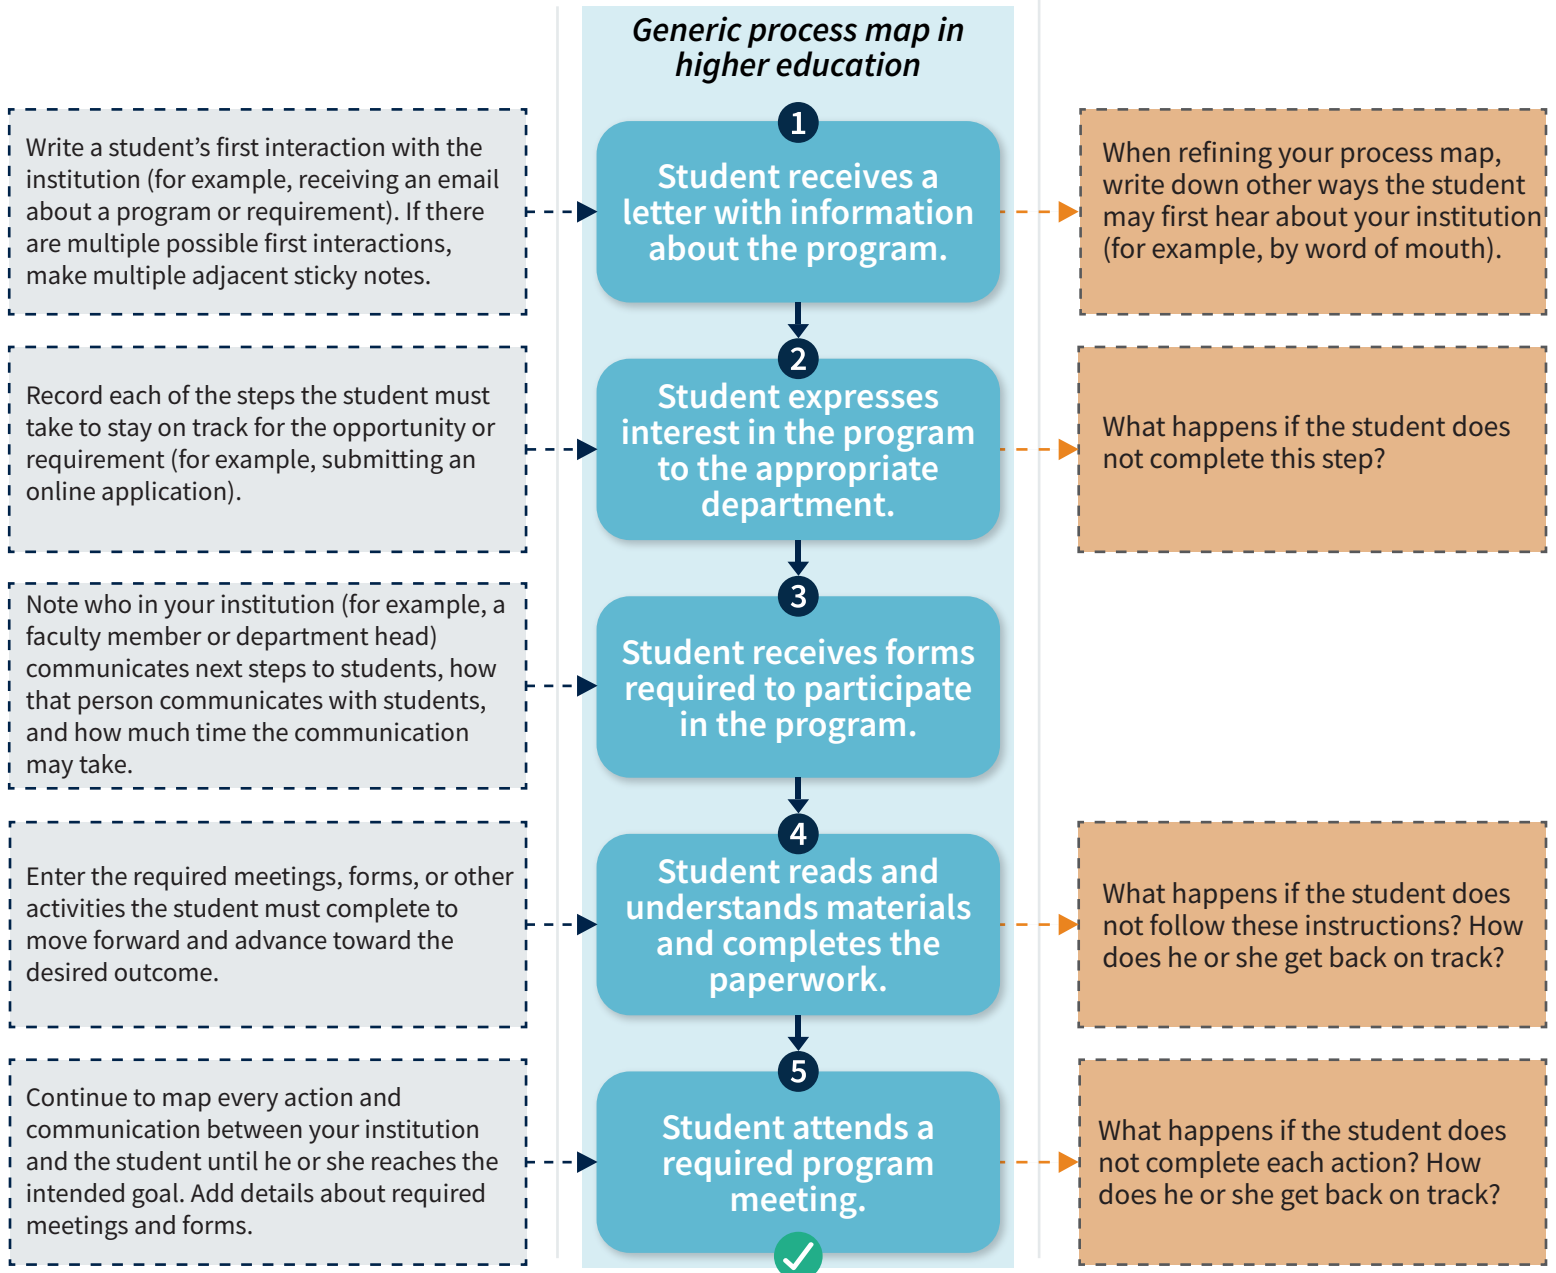 Generic process map in
higher education
Write a student’s first interaction with the
institution (for example, receiving an email
about a program or requirement). If there
are multiple possible first interactions,
make multiple adjacent sticky notes.
1
Student receives a
letter with information
about the program.
When refining your process map,
write down other ways the student
may first hear about your institution
(for example, by word of mouth).
Record each of the steps the student must
take to stay on track for the opportunity or
requirement (for example, submitting an
online application).
2
Student expresses
interest in the program
to the appropriate
department.
What happens if the student does
not complete this step?
Note who in your institution (for example, a
faculty member or department head)
communicates next steps to students, how
that person communicates with students,
and how much time the communication
may take.
3
Student receives forms
required to participate
in the program.
Enter the required meetings, forms, or other
activities the student must complete to
move forward and advance toward the
desired outcome.
4
Student reads and
understands materials
and completes the
paperwork.
What happens if the student does
not follow these instructions? How
does he or she get back on track?
Continue to map every action and
communication between your institution
and the student until he or she reaches the
intended goal. Add details about required
meetings and forms.
5
Student attends a
required program
meeting.
What happens if the student does
not complete each action? How
does he or she get back on track?